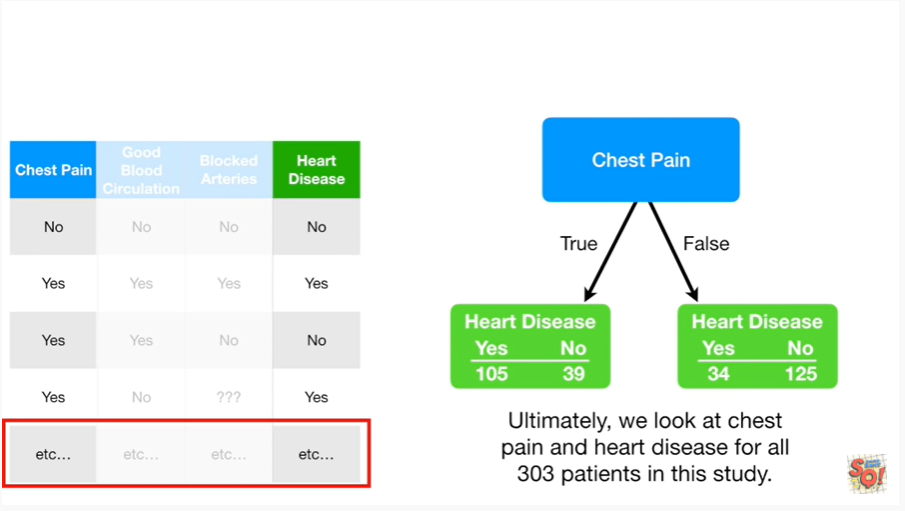 Chest Pain Good Blood Circulation Blocked Arteries Heart Disease
No No No No
Yes Yes Yes Yes
Yes Yes No No
Yes No ??? Yes
etc... etc... etc... etc...
Chest Pain
True False
Heart Disease Heart Disease
Yes No Yes No
105 39 34 125
Ultimately, we look at chest
pain and heart disease for all
303 patients in this study.
SQ!